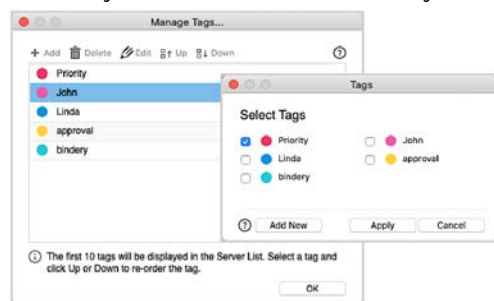 Manage Tags...
Add Delete Edit Up Down ?
Priority
John
Linda
approval
bindery
The first 10 tags will be displayed in the Server List. Select a tag and
click Up or Down to re-order the tag.
OK
Tags
Select Tags
Priority John
Linda approval
bindery
? Add New Apply Cancel